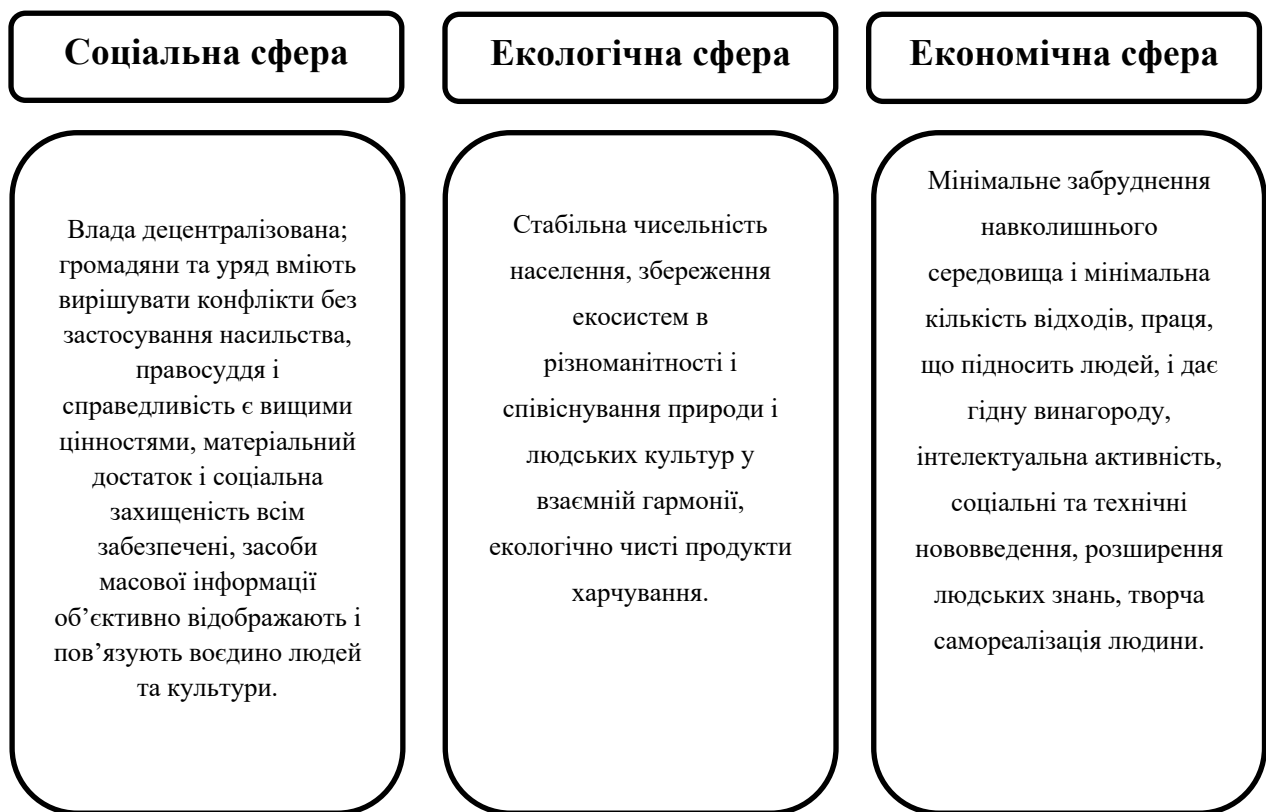 Соціальна сфера
Екологічна сфера
Економічна сфера
Влада децентралізована;
громадяни та уряд вміють
вирішувати конфлікти без
застосування насильства,
правосуддя і
справедливість є вищими
цінностями, матеріальний
достаток і соціальна
захищеність всім
забезпечені, засоби
масової інформації
об’єктивно відображають і
пов’язують воєдино людей
та культури.
Стабільна чисельність
населення, збереження
екосистем в
різноманітності і
співіснування природи і
людських культур у
взаємній гармонії,
екологічно чисті продукти
харчування.
Мінімальне забруднення
навколишнього
середовища і мінімальна
кількість відходів, праця,
що підносить людей, і дає
гідну винагороду,
інтелектуальна активність,
соціальні та технічні
нововведення, розширення
людських знань, творча
самореалізація людини.